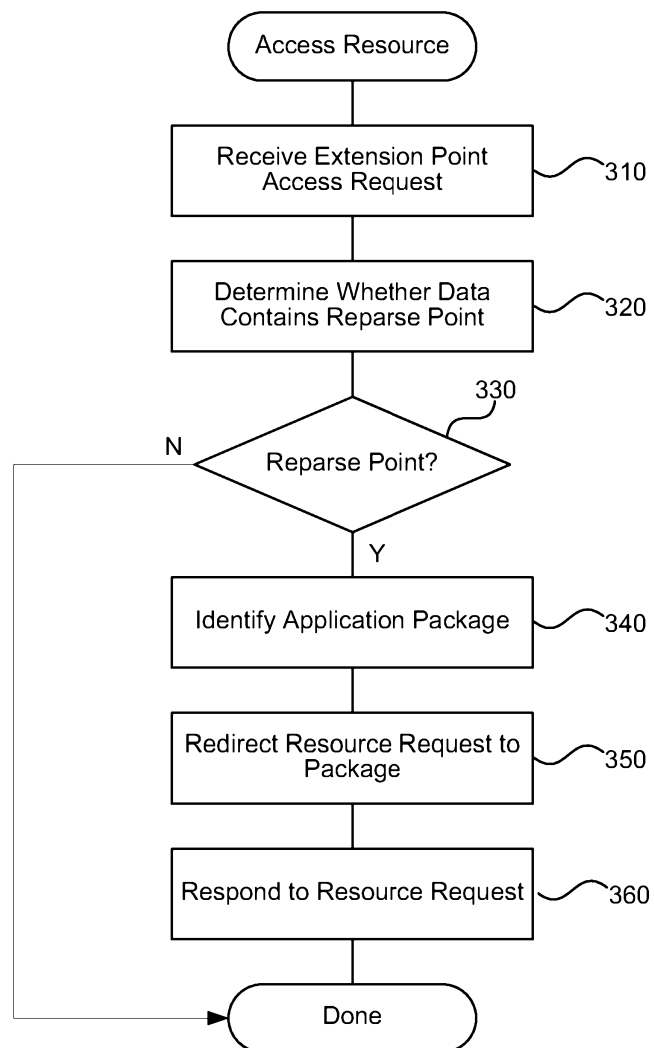 Access Resource
Receive Extension Point
Access Request
310
Determine Whether Data
Contains Reparse Point
320
330
N
Reparse Point?
Y
Identify Application Package
340
Redirect Resource Request to
Package
350
Respond to Resource Request
360
Done